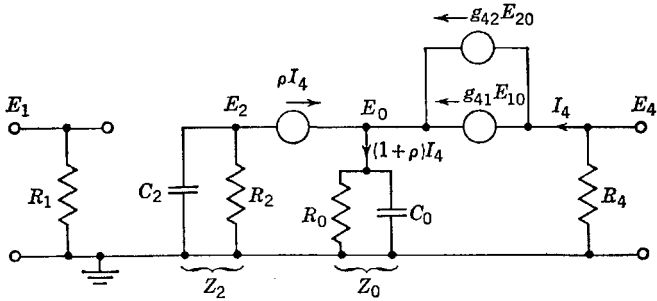 g₄₂E₂₀
ρI₄
E₁
E₂
E₀
g₄₁E₁₀
I₄
E₄
(1+ρ)I₄
R₁
C₂
R₂
R₀
C₀
R₄
Z₂
Z₀